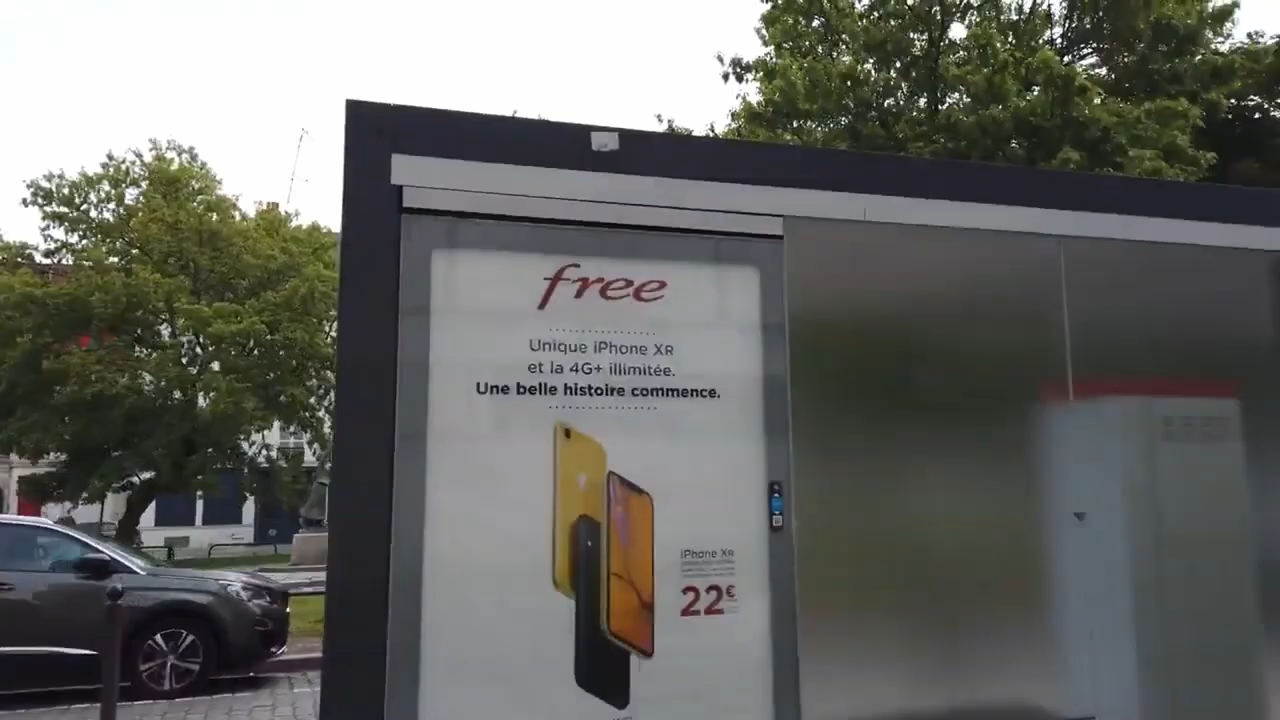 free
Unique iPhone XR
et la 4G+ illimitée.
Une belle histoire commence.
iPhone XR
22€